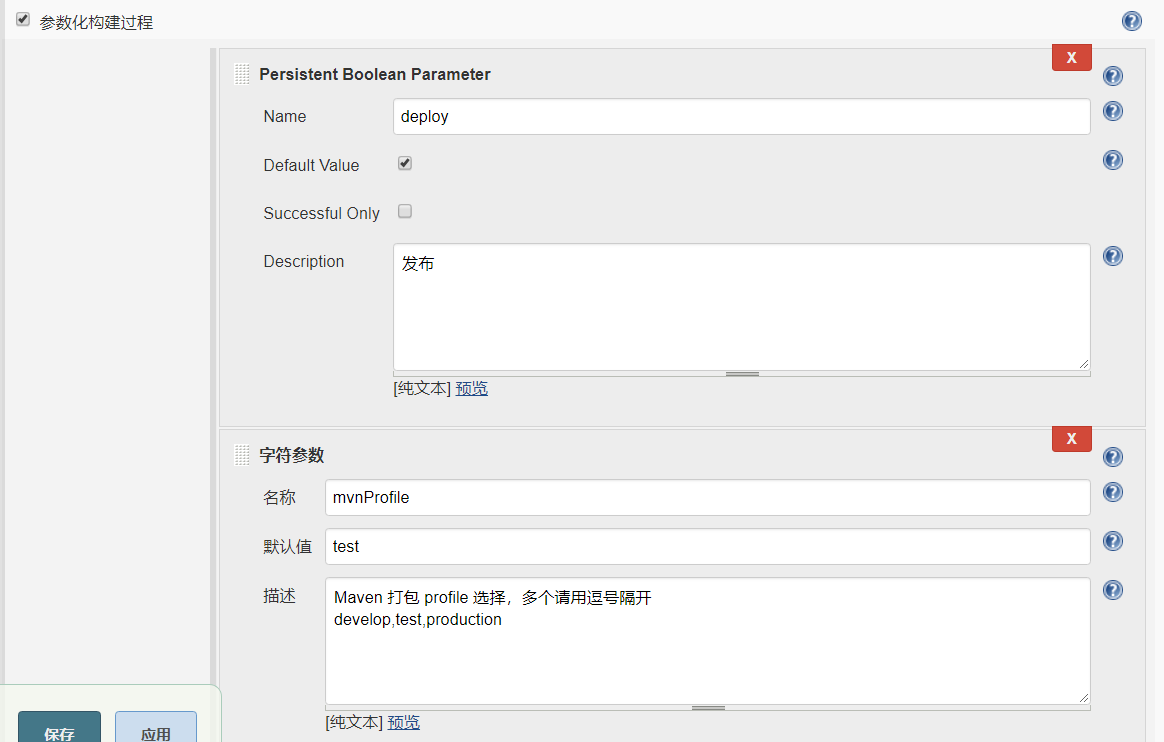 参数化构建过程
X
Persistent Boolean Parameter
Name
deploy
Default Value
Successful Only
Description
发布
[纯文本] 预览
X
字符参数
名称
mvnProfile
默认值
test
描述
Maven 打包 profile 选择，多个请用逗号隔开
develop,test,production
[纯文本] 预览
保存
应用